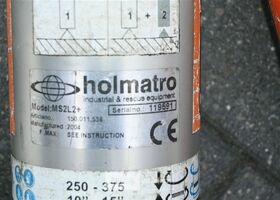 1
1 + 2
holmatro
industrial & rescue equipment
Model: MS2L2+
Serialno.: 119581
Article no.: 150.011.538
Manufactured: 2004
F. MAX: SEE INSTRUCTION
CE
250 - 375
10" - 15"